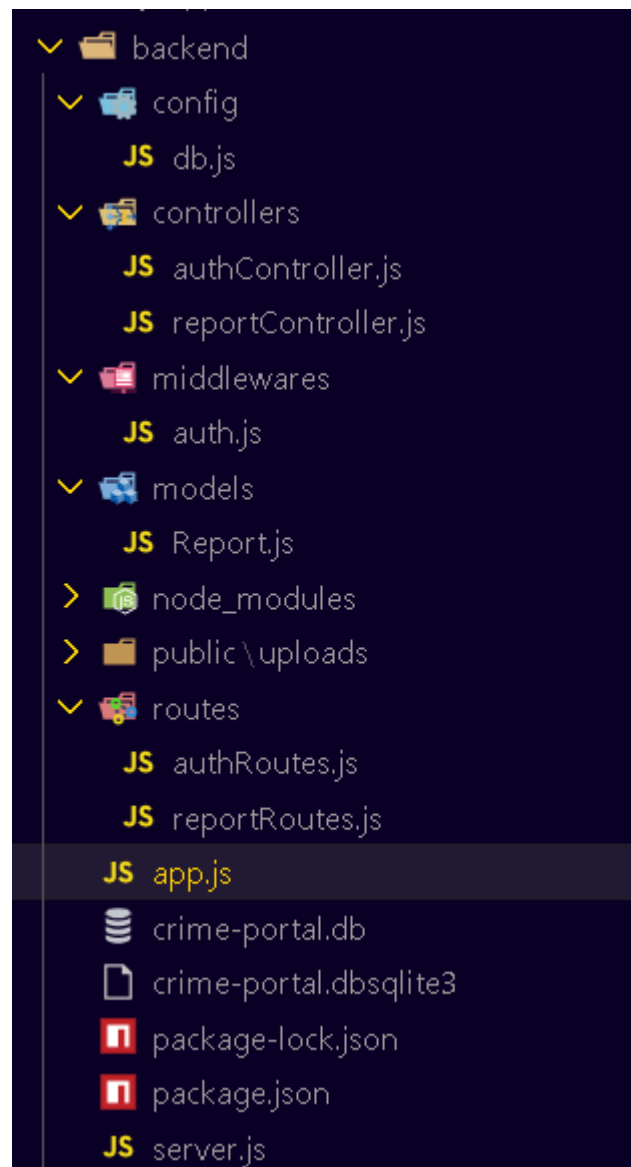 backend
config
JS db.js
controllers
JS authController.js
JS reportController.js
middlewares
JS auth.js
models
JS Report.js
node_modules
public\uploads
routes
JS authRoutes.js
JS reportRoutes.js
JS app.js
crime-portal.db
crime-portal.dbsqlite3
package-lock.json
package.json
JS server.js